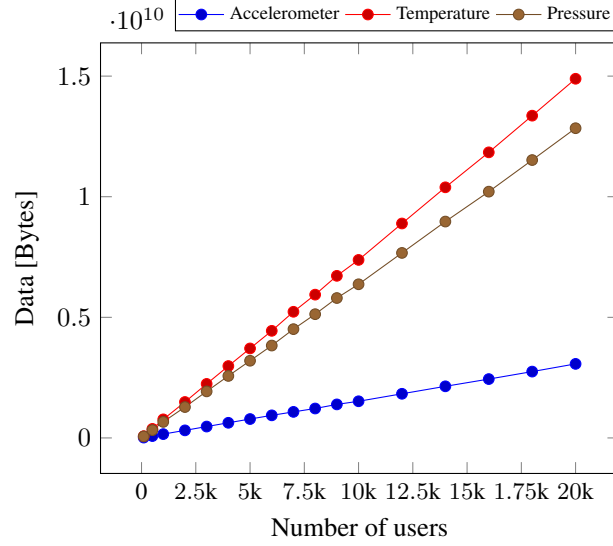 Accelerometer Temperature Pressure
·10^10
1.5
1
0.5
0
0 2.5k 5k 7.5k 10k 12.5k 15k 1.75k 20k
Data [Bytes]
Number of users